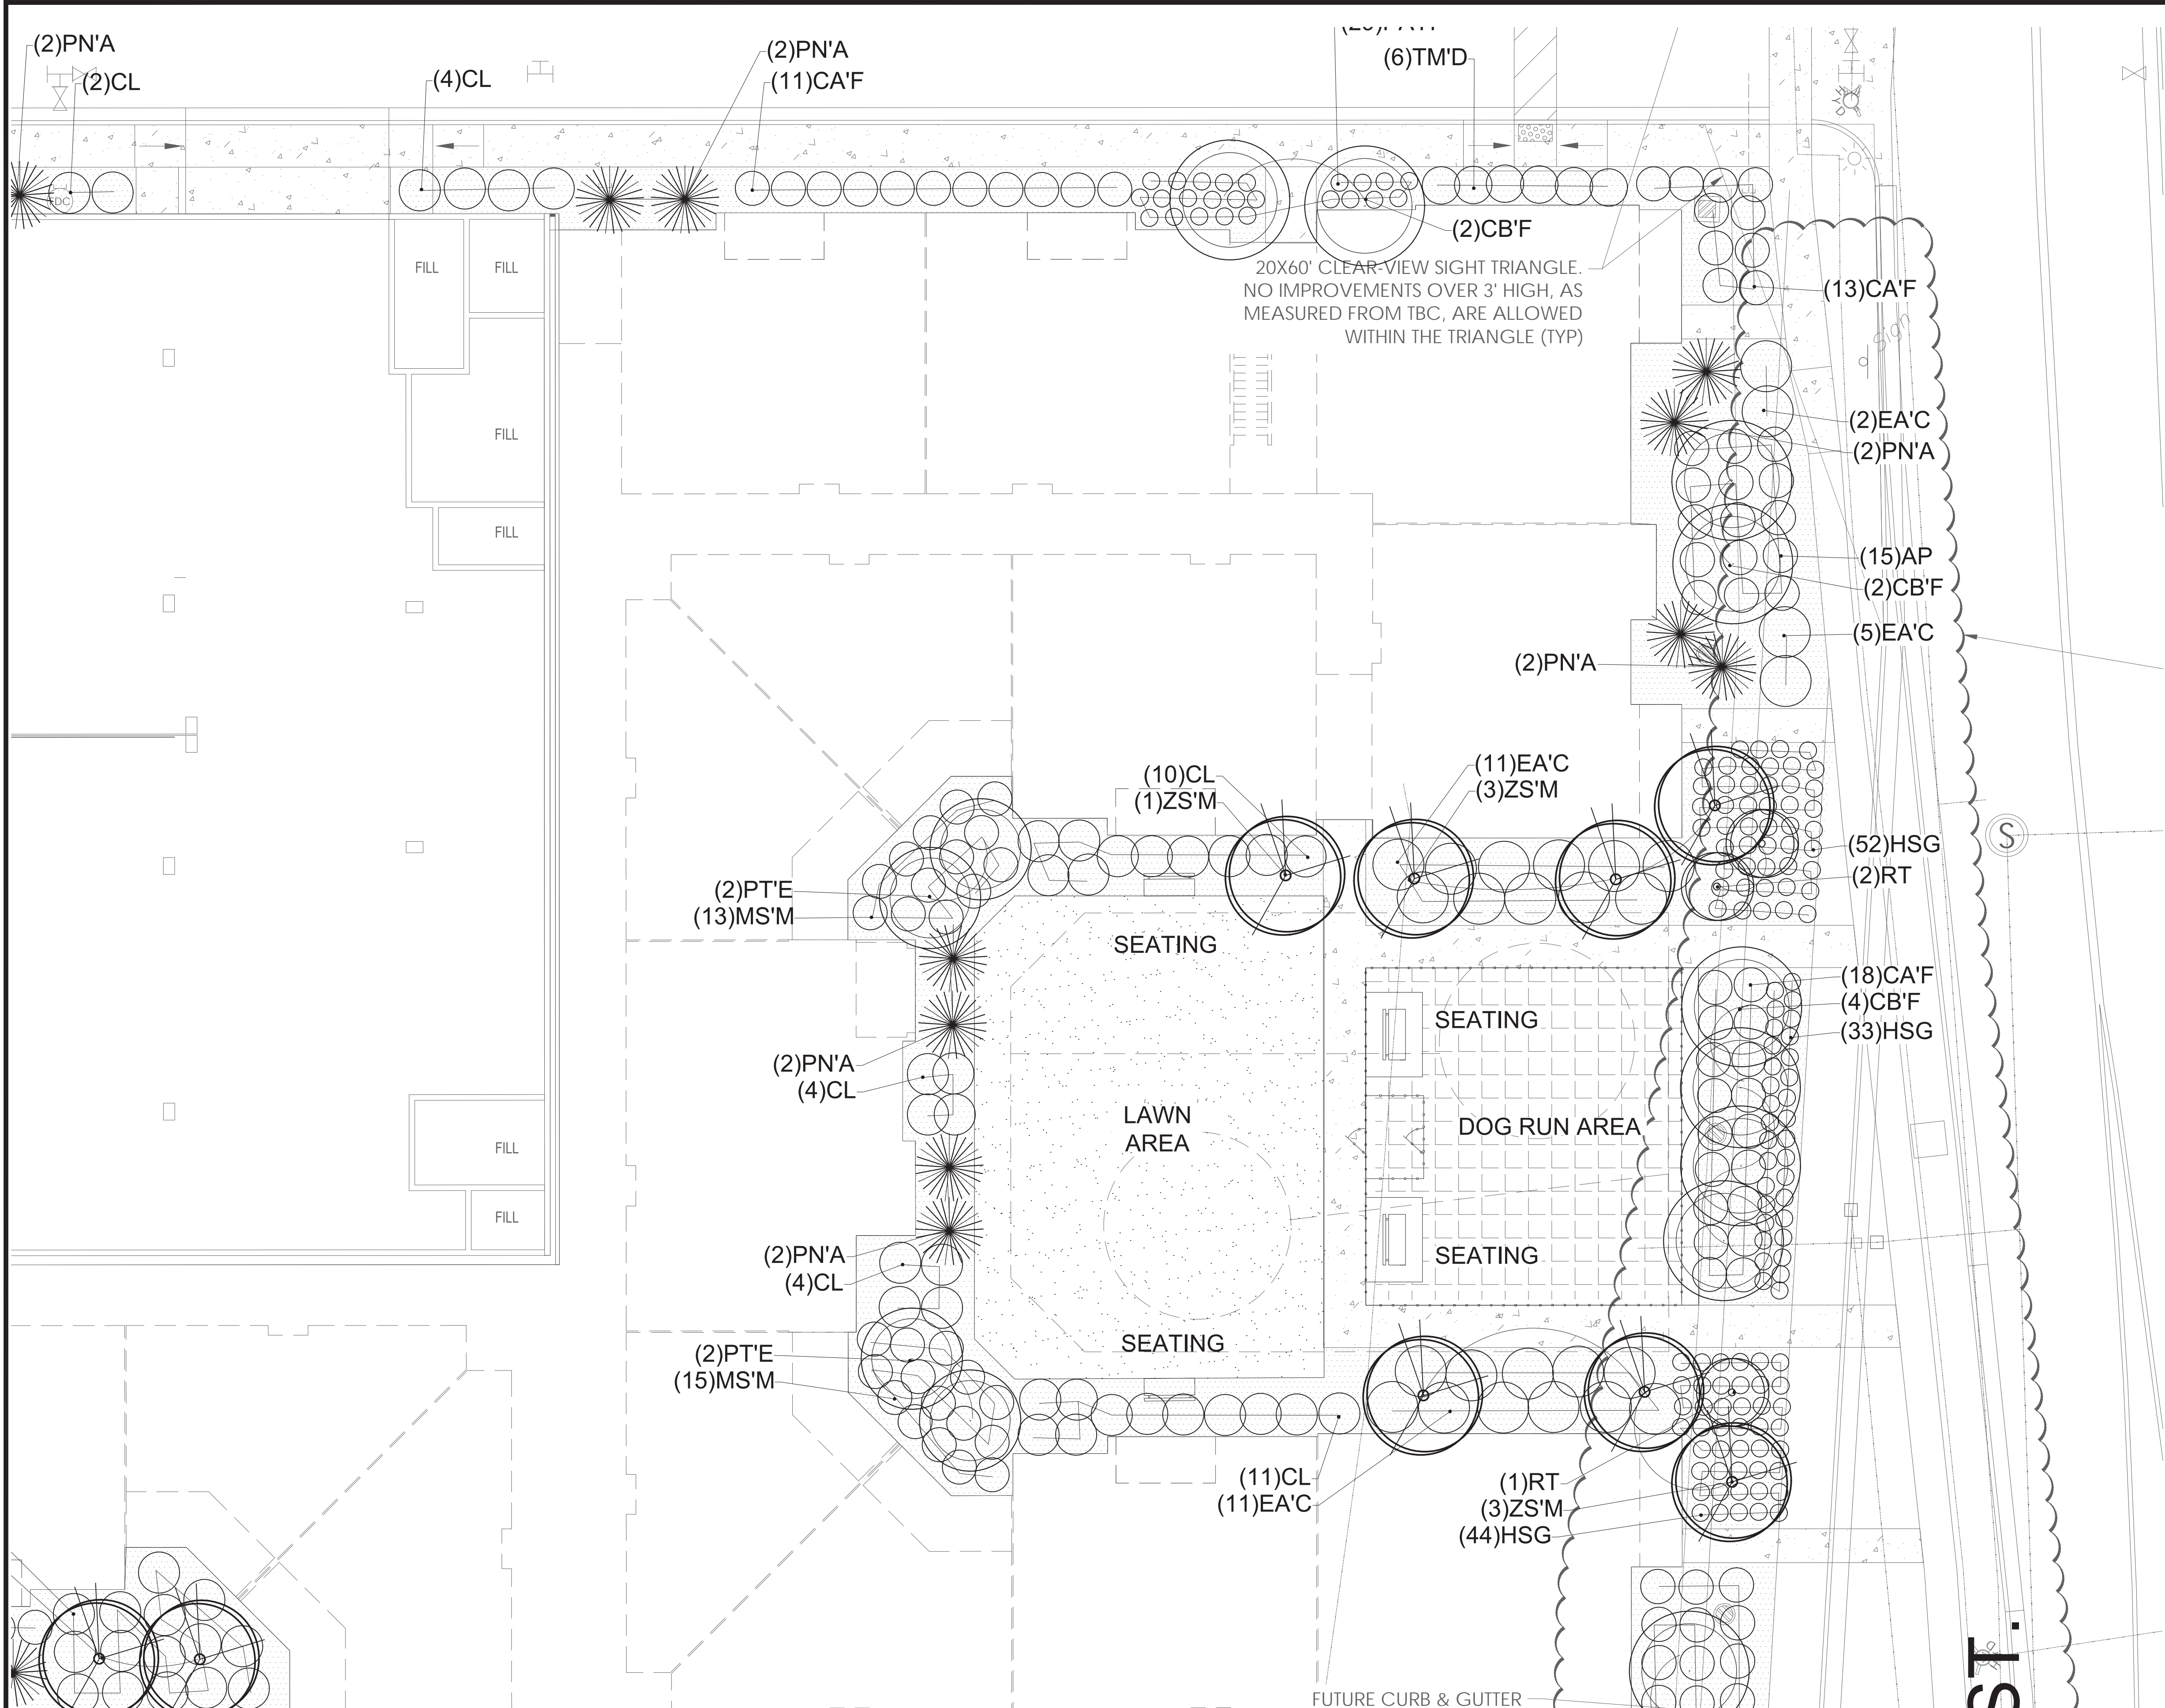 (2)PN'A
(2)CL
(4)CL
(2)PN'A
(11)CA'F
(6)TM'D
FDC
(2)CB'F
20X60' CLEAR-VIEW SIGHT TRIANGLE.
NO IMPROVEMENTS OVER 3' HIGH, AS
MEASURED FROM TBC, ARE ALLOWED
WITHIN THE TRIANGLE (TYP)
FILL
FILL
FILL
FILL
(13)CA'F
Sign
(2)EA'C
(2)PN'A
(15)AP
(2)CB'F
(5)EA'C
(2)PN'A
(10)CL
(1)ZS'M
(11)EA'C
(3)ZS'M
(52)HSG
(2)RT
S
(2)PT'E
(13)MS'M
SEATING
(18)CA'F
(4)CB'F
(33)HSG
SEATING
(2)PN'A
(4)CL
LAWN
AREA
DOG RUN AREA
FILL
FILL
(2)PN'A
(4)CL
SEATING
SEATING
(2)PT'E
(15)MS'M
(11)CL
(11)EA'C
(1)RT
(3)ZS'M
(44)HSG
ST.
FUTURE CURB & GUTTER